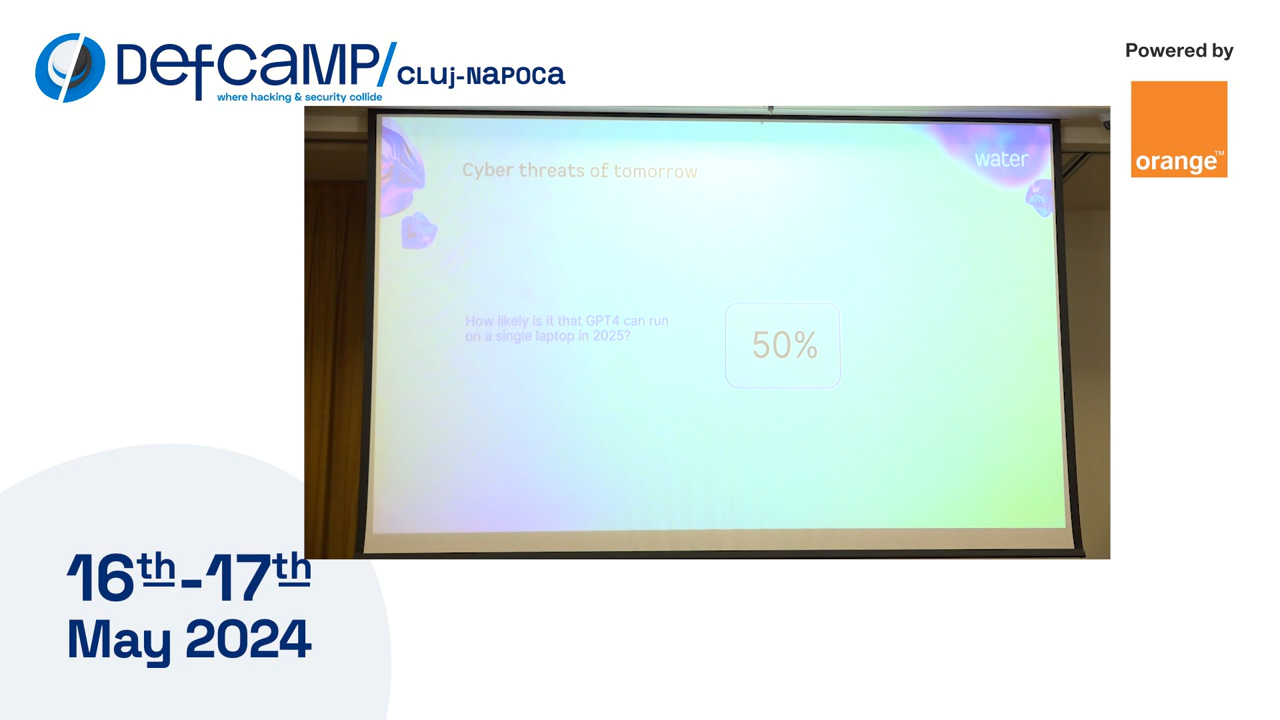 DefCamp/ CLUj-NaPOCa
where hacking & security collide
Powered by
orange™
Cyber threats of tomorrow
water
How likely is it that GPT4 can run
on a single laptop in 2025?
50%
16th-17th
May 2024